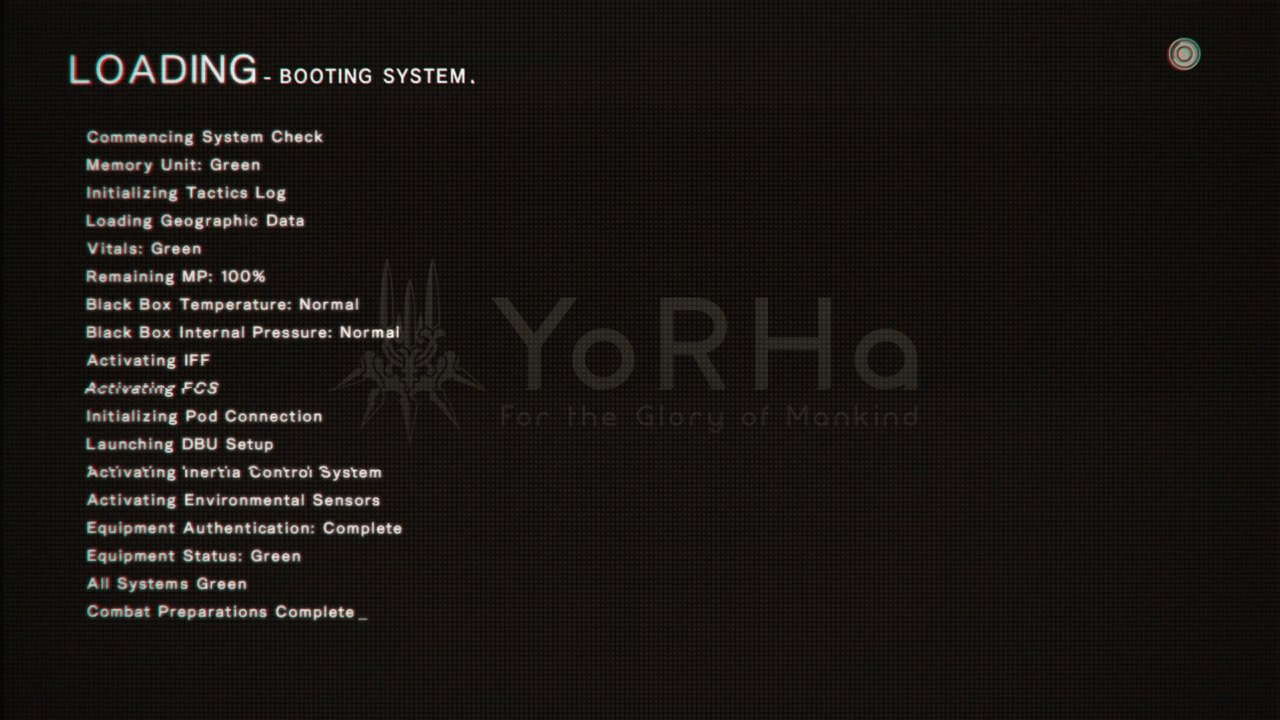 LOADING - BOOTING SYSTEM.
Commencing System Check
Memory Unit: Green
Initializing Tactics Log
Loading Geographic Data
Vitals: Green
Remaining MP: 100%
Black Box Temperature: Normal
Black Box Internal Pressure: Normal
Activating IFF
Activating FCS
Initializing Pod Connection
Launching DBU Setup
Activating Inertia Control System
Activating Environmental Sensors
Equipment Authentication: Complete
Equipment Status: Green
All Systems Green
Combat Preparations Complete_
YoRHa
For the Glory of Mankind